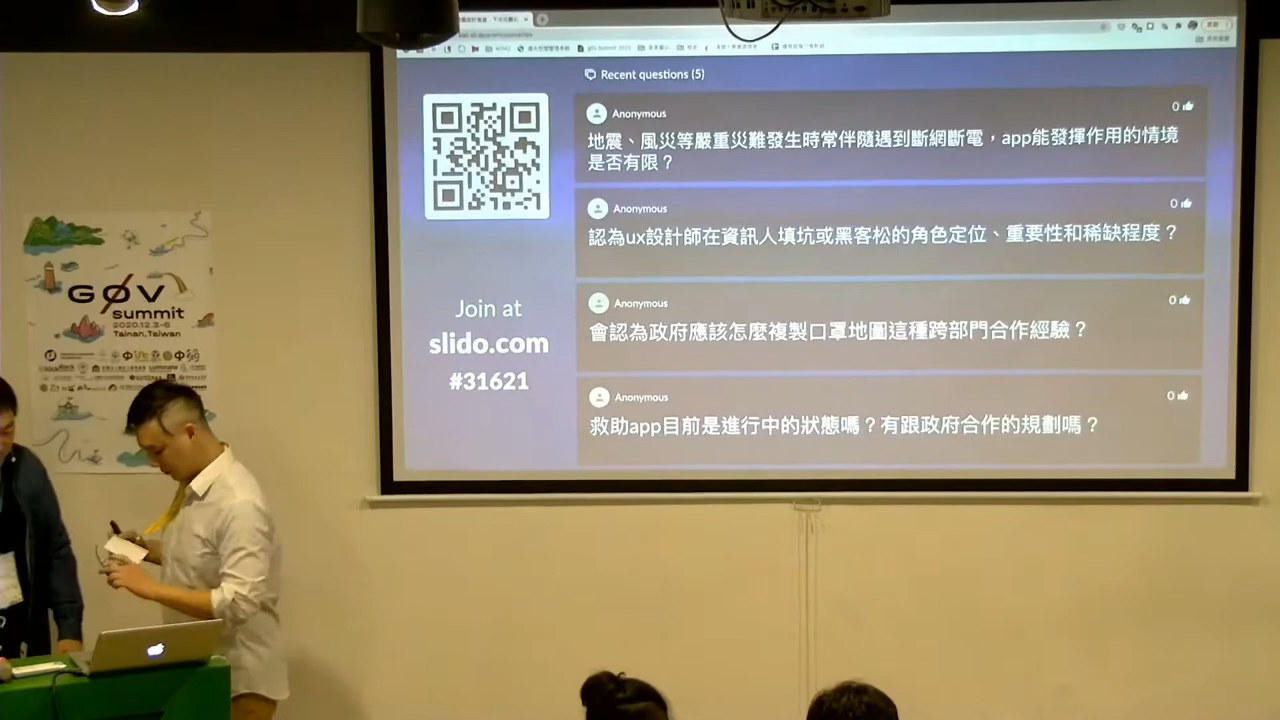 Recent questions (5)
Anonymous
0
地震、風災等嚴重災難發生時常伴隨遇到斷網斷電，app能發揮作用的情境
是否有限？
Anonymous
0
認為ux設計師在資訊人填坑或黑客松的角色定位、重要性和稀缺程度？
Anonymous
0
會認為政府應該怎麼複製口罩地圖這種跨部門合作經驗？
Anonymous
0
救助app目前是進行中的狀態嗎？有跟政府合作的規劃嗎？
Join at
slido.com
#31621
GØV
summit
2020.12.3-6
Tainan,Taiwan